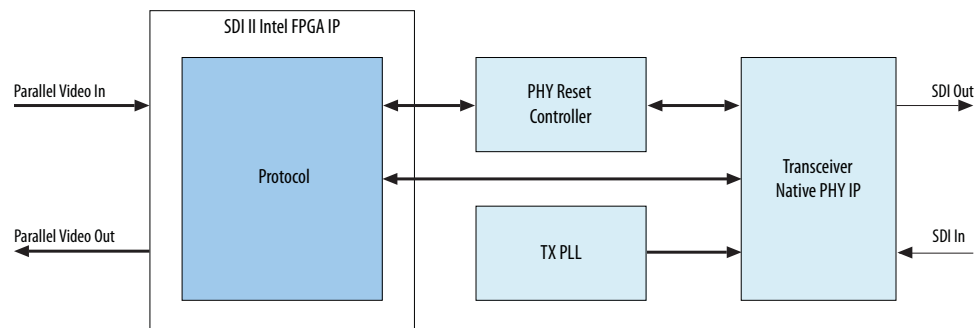 SDI II Intel FPGA IP
Parallel Video In
Protocol
Parallel Video Out
PHY Reset
Controller
TX PLL
Transceiver
Native PHY IP
SDI Out
SDI In